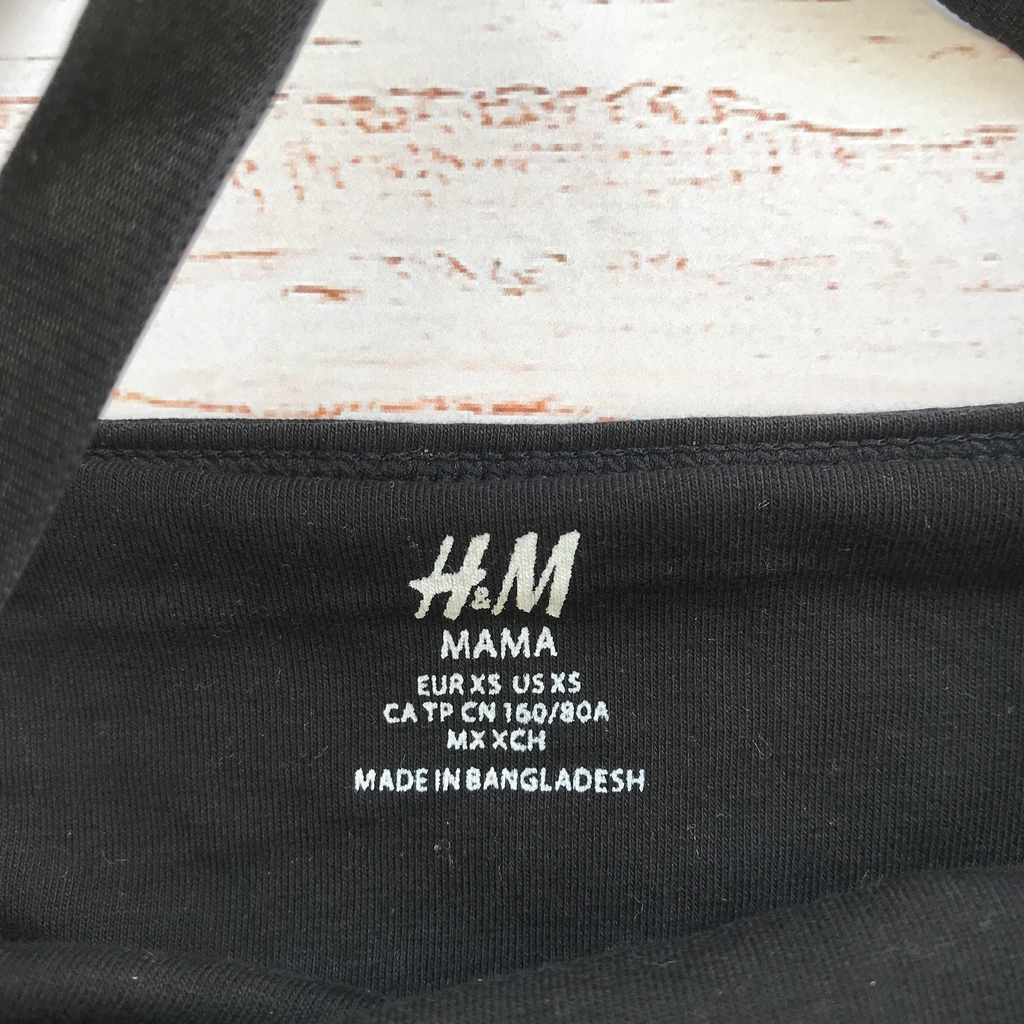 H&M
MAMA
EUR XS US XS
CA TP CN 160/80A
MX XCH
MADE IN BANGLADESH